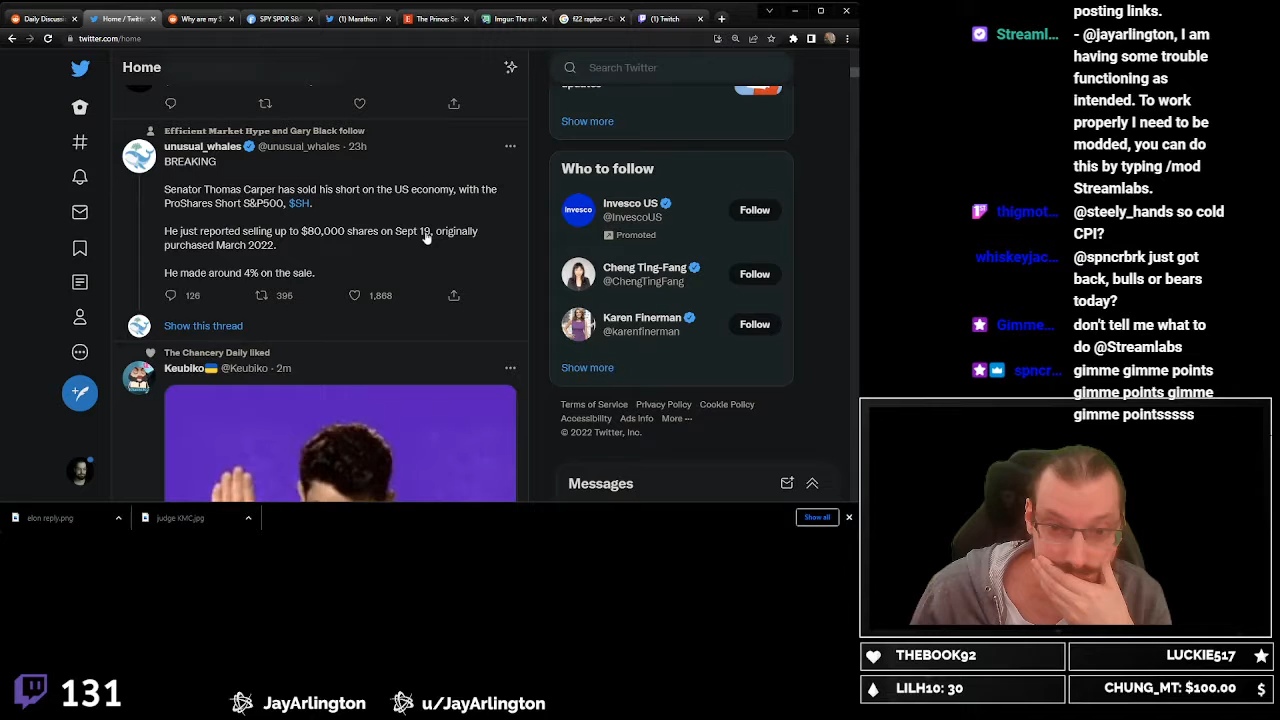 Daily Discussi
Home / Twitte
Why are my $
SPY SPDR S&P
(1) Marathon
The Prince: Se
Imgur: The m
f22 raptor - G
(1) Twitch
twitter.com/home
Home
Search Twitter
updates
Show more
Efficient Market Hype and Gary Black follow
unusual_whales @unusual_whales · 23h
BREAKING
Senator Thomas Carper has sold his short on the US economy, with the
ProShares Short S&P500, $SH.
He just reported selling up to $80,000 shares on Sept 19, originally
purchased March 2022.
He made around 4% on the sale.
126
396
1,868
Show this thread
The Chancery Daily liked
Keubiko @Keubiko · 2m
Who to follow
Invesco
Invesco US
@InvescoUS
Promoted
Follow
Cheng Ting-Fang
@ChengTingFang
Follow
Karen Finerman
@karenfinerman
Follow
Show more
Terms of Service Privacy Policy Cookie Policy
Accessibility Ads Info More ···
© 2022 Twitter, Inc.
Messages
elon reply.png
judge KMC.jpg
Show all
posting links.
Streaml... - @jayarlington, I am
having some trouble
functioning as
intended. To work
properly I need to be
modded, you can do
this by typing /mod
Streamlabs.
thigmot... @steely_hands so cold
CPI?
whiskeyjac... @spncrbrk just got
back, bulls or bears
today?
Gimme... don't tell me what to
do @Streamlabs
spncr... gimme gimme points
gimme points gimme
gimme pointsssss
THEBOOK92
LUCKIE517
LILH10: 30
CHUNG_MT: $100.00
131
JayArlington
u/JayArlington